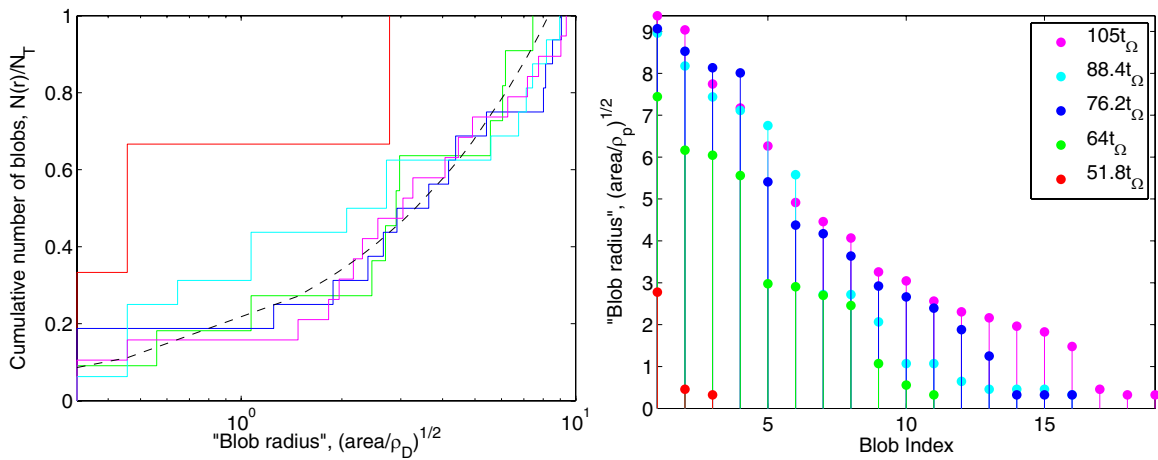 Cumulative number of blobs, N(r)/N_T
1
0.8
0.6
0.4
0.2
0
10^0
10^1
"Blob radius", (area/ρ_D)^1/2
"Blob radius", (area/ρ_p)^1/2
9
8
7
6
5
4
3
2
1
0
5
10
15
Blob Index
105t_Ω
88.4t_Ω
76.2t_Ω
64t_Ω
51.8t_Ω